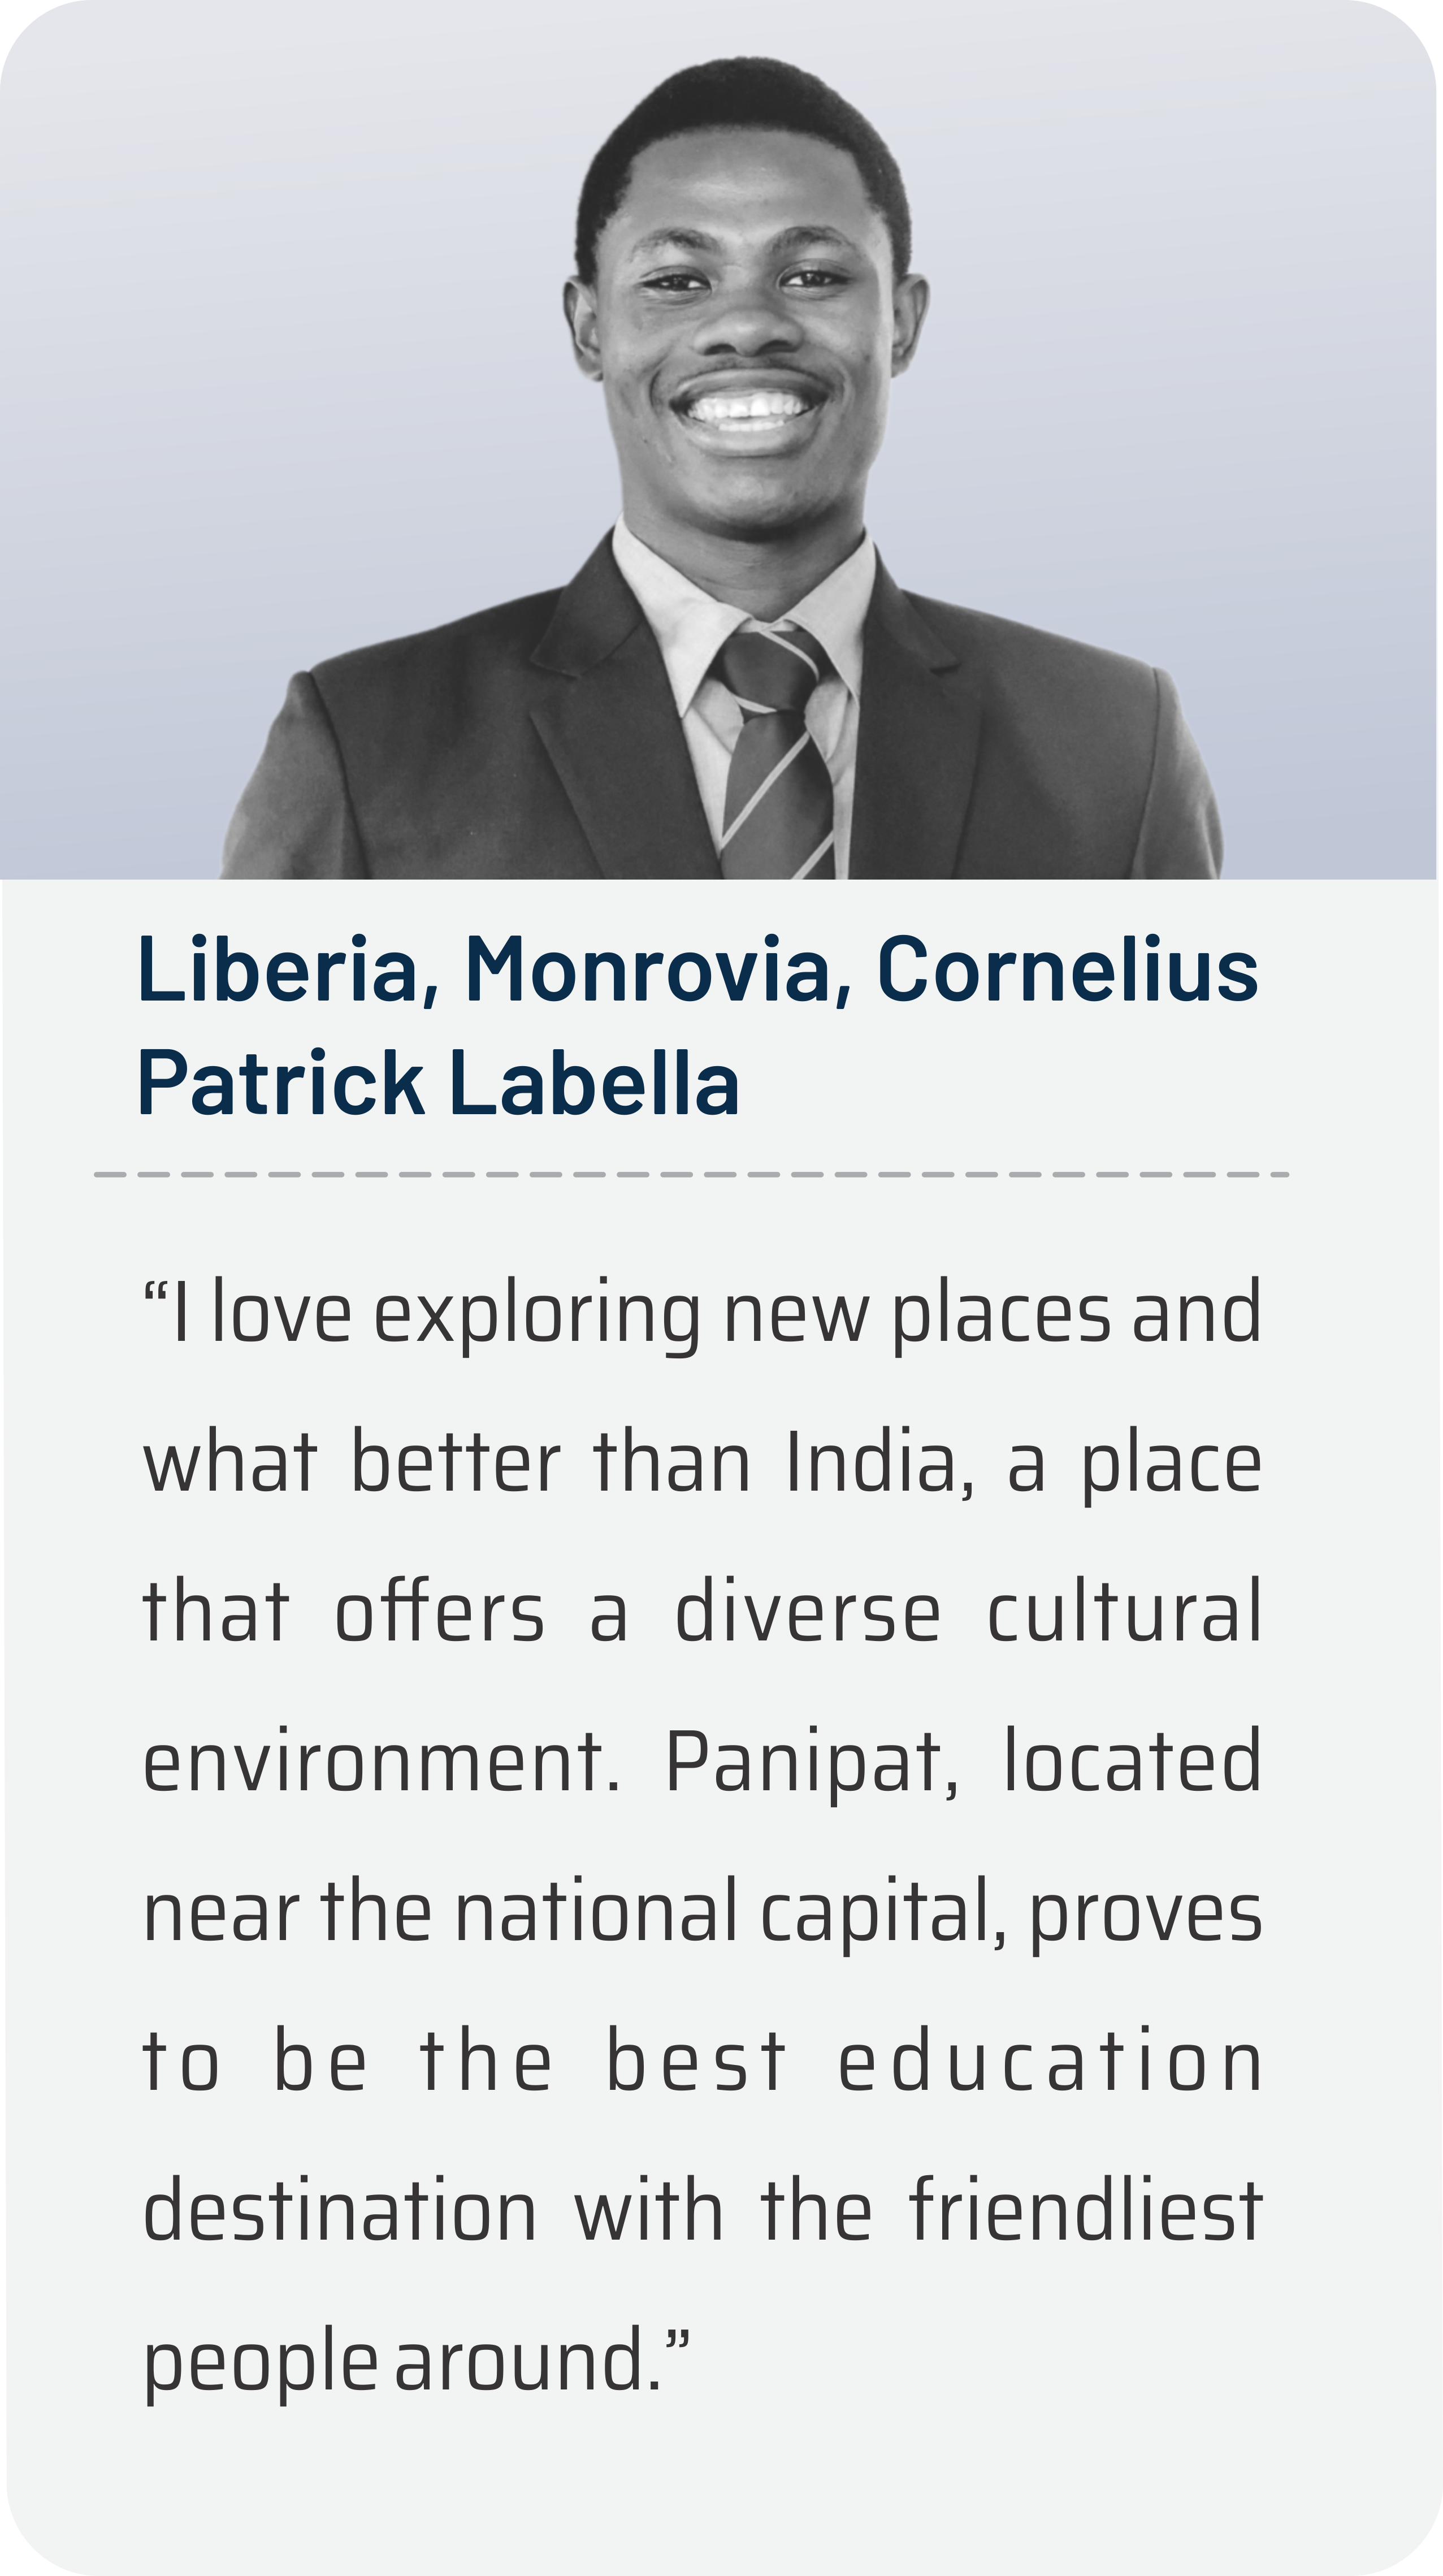 Liberia, Monrovia, Cornelius
Patrick Labella
“I love exploring new places and
what better than India, a place
that offers a diverse cultural
environment. Panipat, located
near the national capital, proves
to be the best education
destination with the friendliest
people around.”